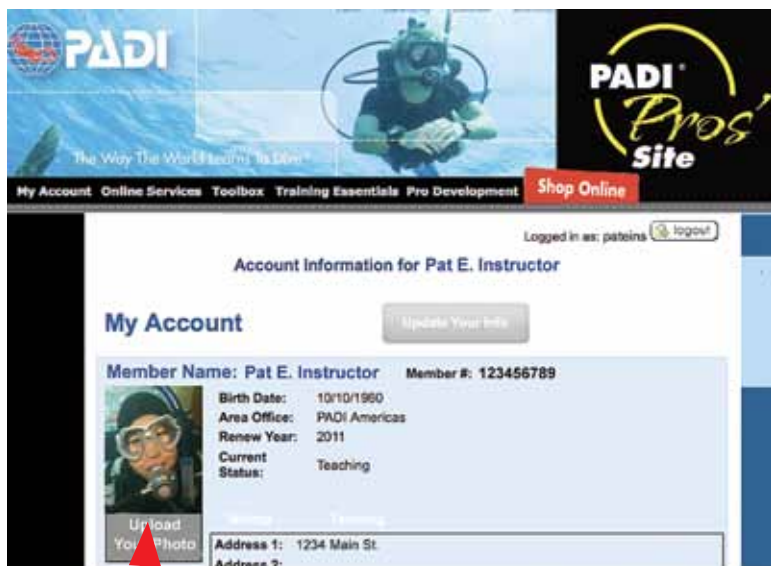 PADI
The Way The World Learns To Dive
PADI®
Pros'
Site
My Account Online Services Toolbox Training Essentials Pro Development Shop Online
Logged in as: pateins logout
Account Information for Pat E. Instructor
My Account Update Your Info
Member Name: Pat E. Instructor Member #: 123456789
Birth Date: 10/10/1960
Area Office: PADI Americas
Renew Year: 2011
Current
Status: Teaching
Upload
Your Photo
Address 1: 1234 Main St.
Address 2: